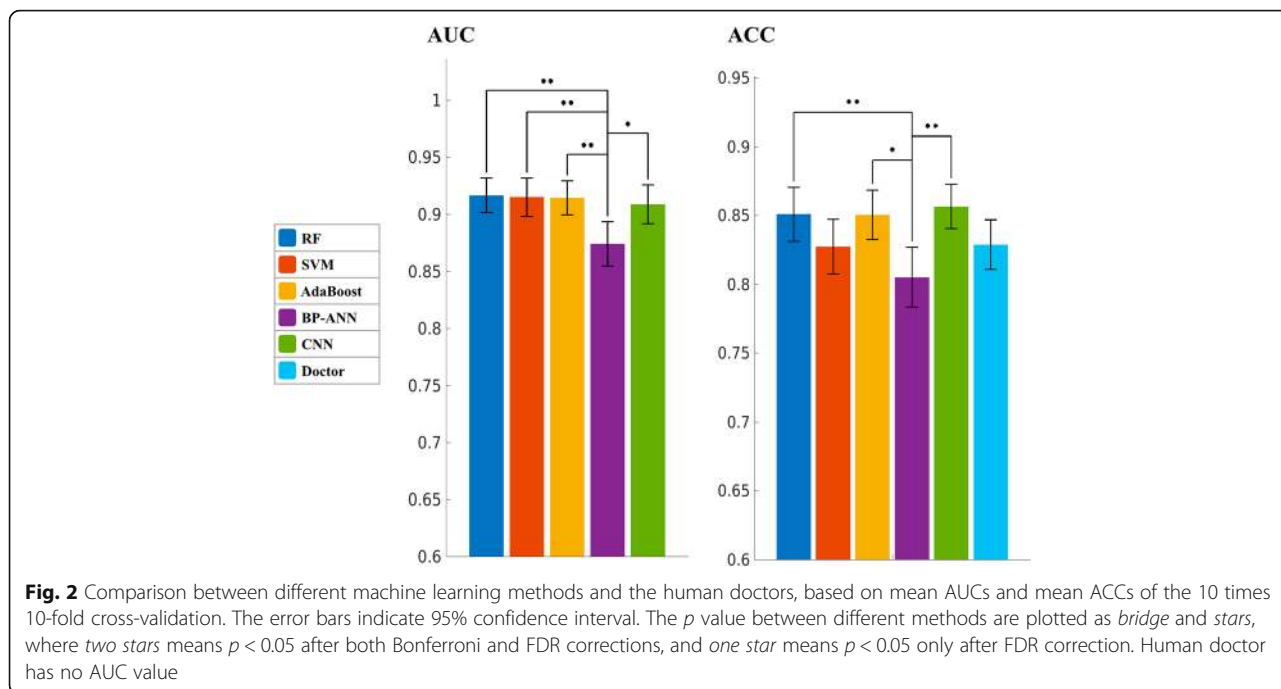 AUC
**
**
*
**
1
0.95
0.9
0.85
0.8
0.75
0.7
0.65
0.6
RF
SVM
AdaBoost
BP-ANN
CNN
Doctor
ACC
**
**
*
0.95
0.9
0.85
0.8
0.75
0.7
0.65
0.6
Fig. 2 Comparison between different machine learning methods and the human doctors, based on mean AUCs and mean ACCs of the 10 times
10-fold cross-validation. The error bars indicate 95% confidence interval. The p value between different methods are plotted as bridge and stars,
where two stars means p < 0.05 after both Bonferroni and FDR corrections, and one star means p < 0.05 only after FDR correction. Human doctor
has no AUC value